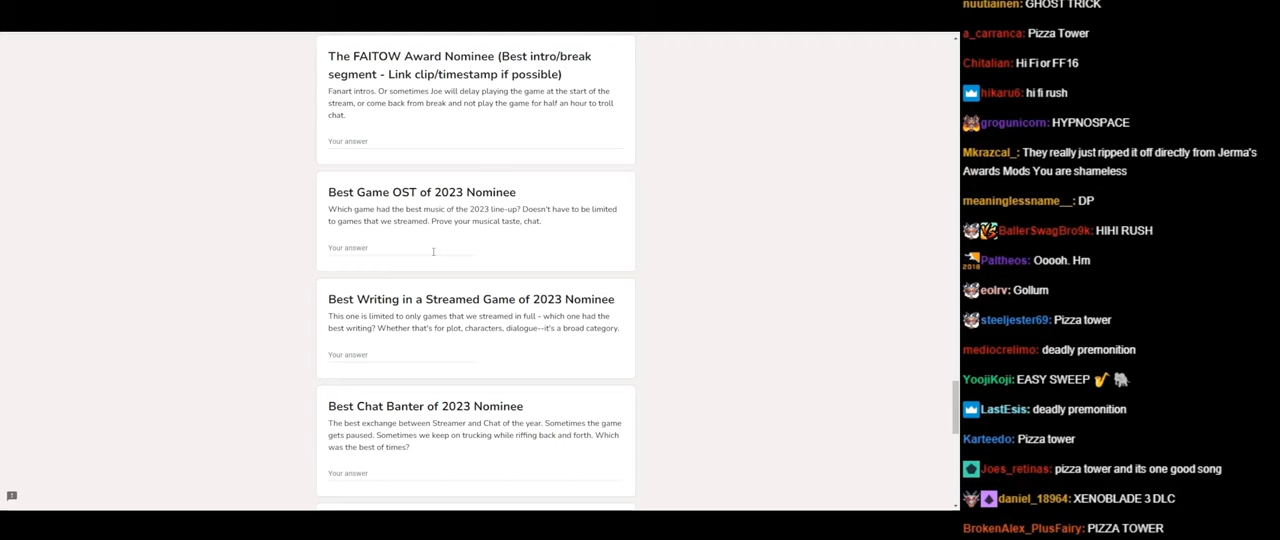 The FAITOW Award Nominee (Best intro/break
segment - Link clip/timestamp if possible)
Fanart intros. Or sometimes Joe will delay playing the game at the start of the
stream, or come back from break and not play the game for half an hour to troll
chat.
Your answer
Best Game OST of 2023 Nominee
Which game had the best music of the 2023 line-up? Doesn't have to be limited
to games that we streamed. Prove your musical taste, chat.
Your answer
Best Writing in a Streamed Game of 2023 Nominee
This one is limited to only games that we streamed in full - which one had the
best writing? Whether that's for plot, characters, dialogue--it's a broad category.
Your answer
Best Chat Banter of 2023 Nominee
The best exchange between Streamer and Chat of the year. Sometimes the game
gets paused. Sometimes we keep on trucking while riffing back and forth. Which
was the best of times?
Your answer
nuutiainen: GHOST TRICK
a_carranca: Pizza Tower
Chitalian: Hi Fi or FF16
hikaru6: hi fi rush
grogunicorn: HYPNOSPACE
Mkrazcal_: They really just ripped it off directly from Jerma's
Awards Mods You are shameless
meaninglessname__: DP
BallerSwagBro9k: HIHI RUSH
2018
Paltheos: Ooooh. Hm
eolrv: Gollum
steeljester69: Pizza tower
mediocrelimo: deadly premonition
YoojiKoji: EASY SWEEP
LastEsis: deadly premonition
Karteedo: Pizza tower
Joes_retinas: pizza tower and its one good song
daniel_18964: XENOBLADE 3 DLC
BrokenAlex_PlusFairy: PIZZA TOWER